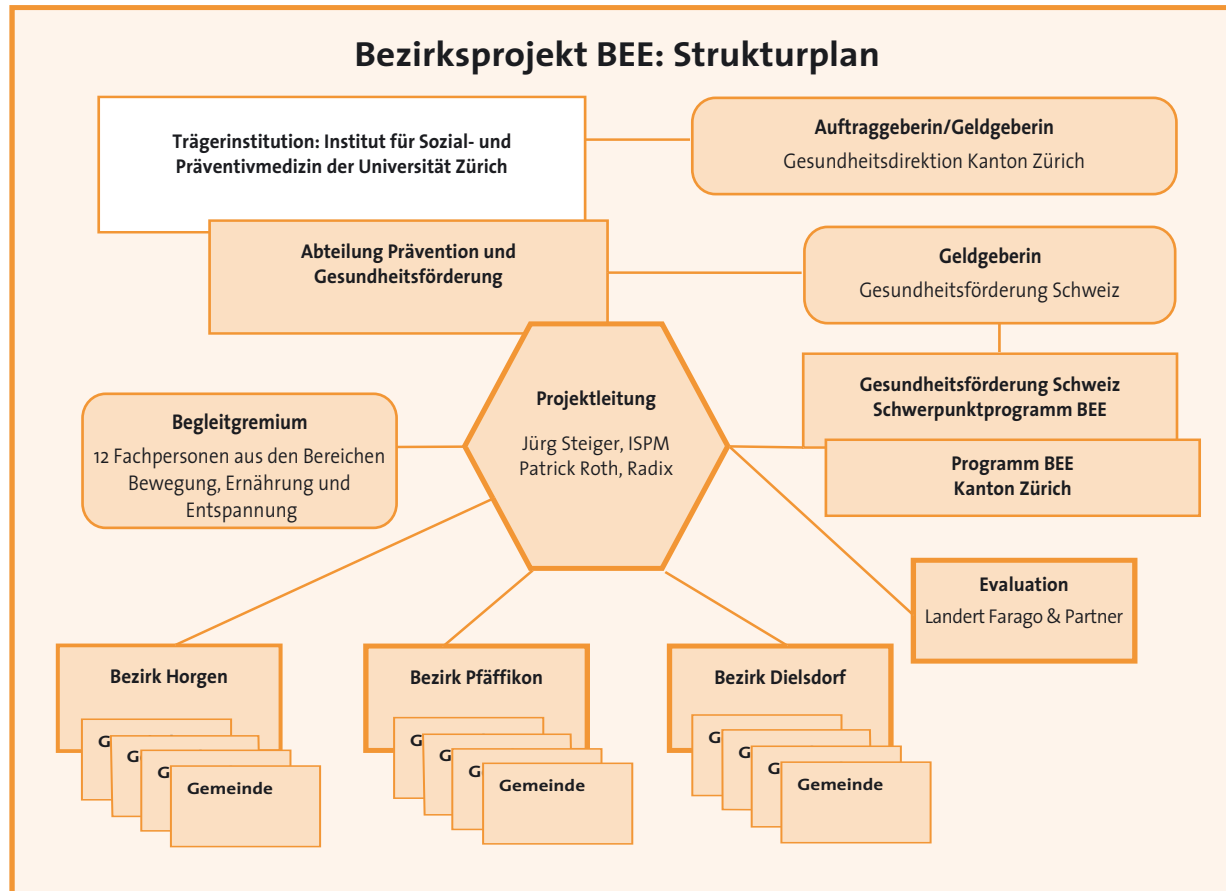 Bezirksprojekt BEE: Strukturplan
Trägerinstitution: Institut für Sozial- und
Präventivmedizin der Universität Zürich
Auftraggeberin/Geldgeberin
Gesundheitsdirektion Kanton Zürich
Abteilung Prävention und
Gesundheitsförderung
Geldgeberin
Gesundheitsförderung Schweiz
Gesundheitsförderung Schweiz
Schwerpunktprogramm BEE
Programm BEE
Kanton Zürich
Projektleitung
Jürg Steiger, ISPM
Patrick Roth, Radix
Begleitgremium
12 Fachpersonen aus den Bereichen
Bewegung, Ernährung und
Entspannung
Evaluation
Landert Farago & Partner
Bezirk Horgen
G
G
G
Gemeinde
Bezirk Pfäffikon
G
G
G
Gemeinde
Bezirk Dielsdorf
G
G
G
Gemeinde